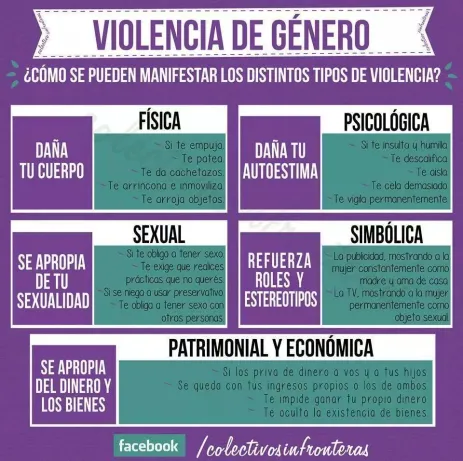 VIOLENCIA DE GÉNERO
¿CÓMO SE PUEDEN MANIFESTAR LOS DISTINTOS TIPOS DE VIOLENCIA?
FÍSICA
DAÑA
TU CUERPO
~ Si te empuja.
~ Te patea.
~ Te da cachetazos.
~ Te arrincona e inmoviliza.
~ Te arroja objetos.
PSICOLÓGICA
DAÑA TU
AUTOESTIMA
~ Si te insulta y humilla.
~ Te descalifica.
~ Te aisla.
~ Te cela demasiado.
~ Te vigila permanentemente.
SEXUAL
SE APROPIA
DE TU
SEXUALIDAD
~ Si te obliga a tener sexo.
~ Te exige que realices
prácticas que no querés.
~ Si se niega a usar preservativo.
~ Te obliga a tener sexo con
otras personas.
SIMBÓLICA
REFUERZA
ROLES Y
ESTEREOTIPOS
~ La publicidad, mostrando a la
mujer constantemente como
madre y ama de casa.
~ La TV, mostrando a la mujer
permanentemente como
objeto sexual.
PATRIMONIAL Y ECONÓMICA
SE APROPIA
DEL DINERO Y
LOS BIENES
~ Si los priva de dinero a vos y a tus hijos.
~ Se queda con tus ingresos propios o los de ambos.
~ Te impide ganar tu propio dinero.
~ Te oculta la existencia de bienes.
facebook /colectivosinfronteras